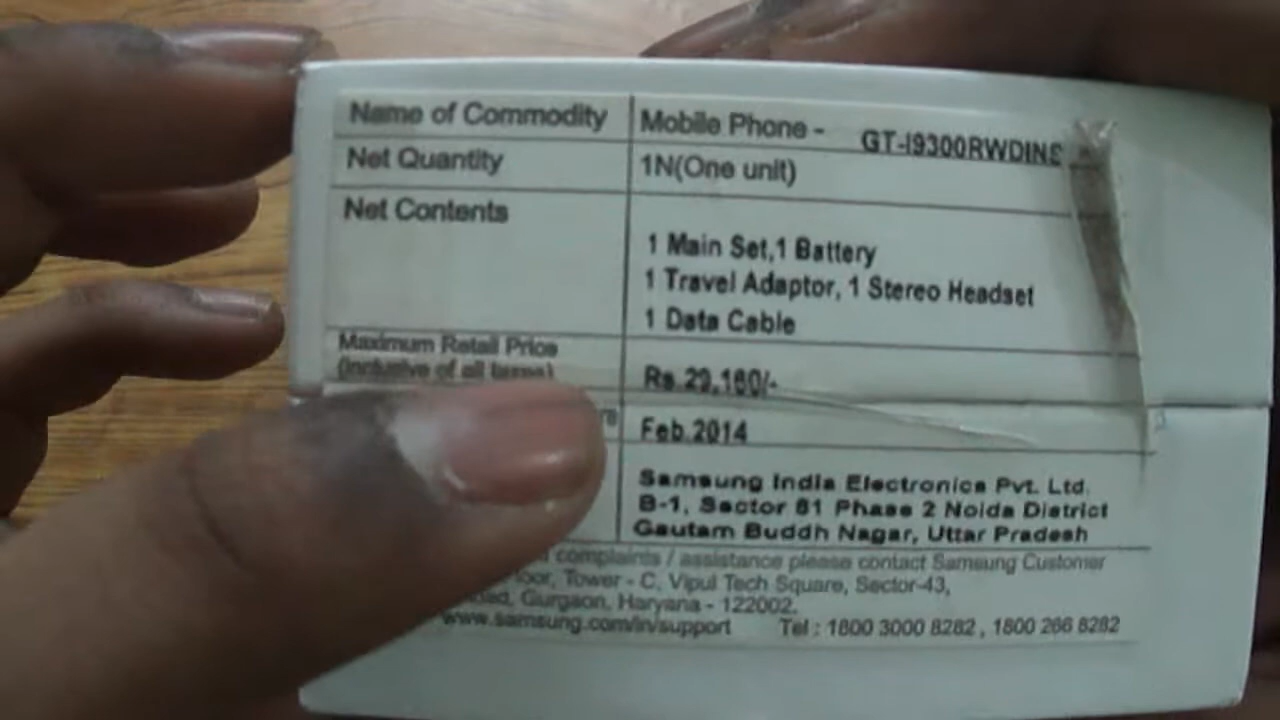 Name of Commodity Mobile Phone - GT-I9300RWDINS
Net Quantity 1N(One unit)
Net Contents
1 Main Set,1 Battery
1 Travel Adaptor, 1 Stereo Headset
1 Data Cable
Maximum Retail Price
(Inclusive of all taxes) Rs.29,160/-
Feb.2014
Samsung India Electronics Pvt. Ltd.
B-1, Sector 81 Phase 2 Noida District
Gautam Buddh Nagar, Uttar Pradesh
complaints / assistance please contact Samsung Customer
Tower - C, Vipul Tech Square, Sector-43,
Gurgaon, Haryana - 122002.
www.samsung.com/in/support Tel : 1800 3000 8282 , 1800 266 8282